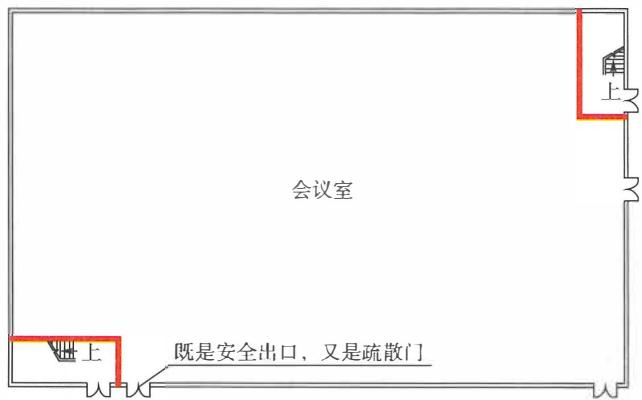 上
会议室
上
既是安全出口，又是疏散门